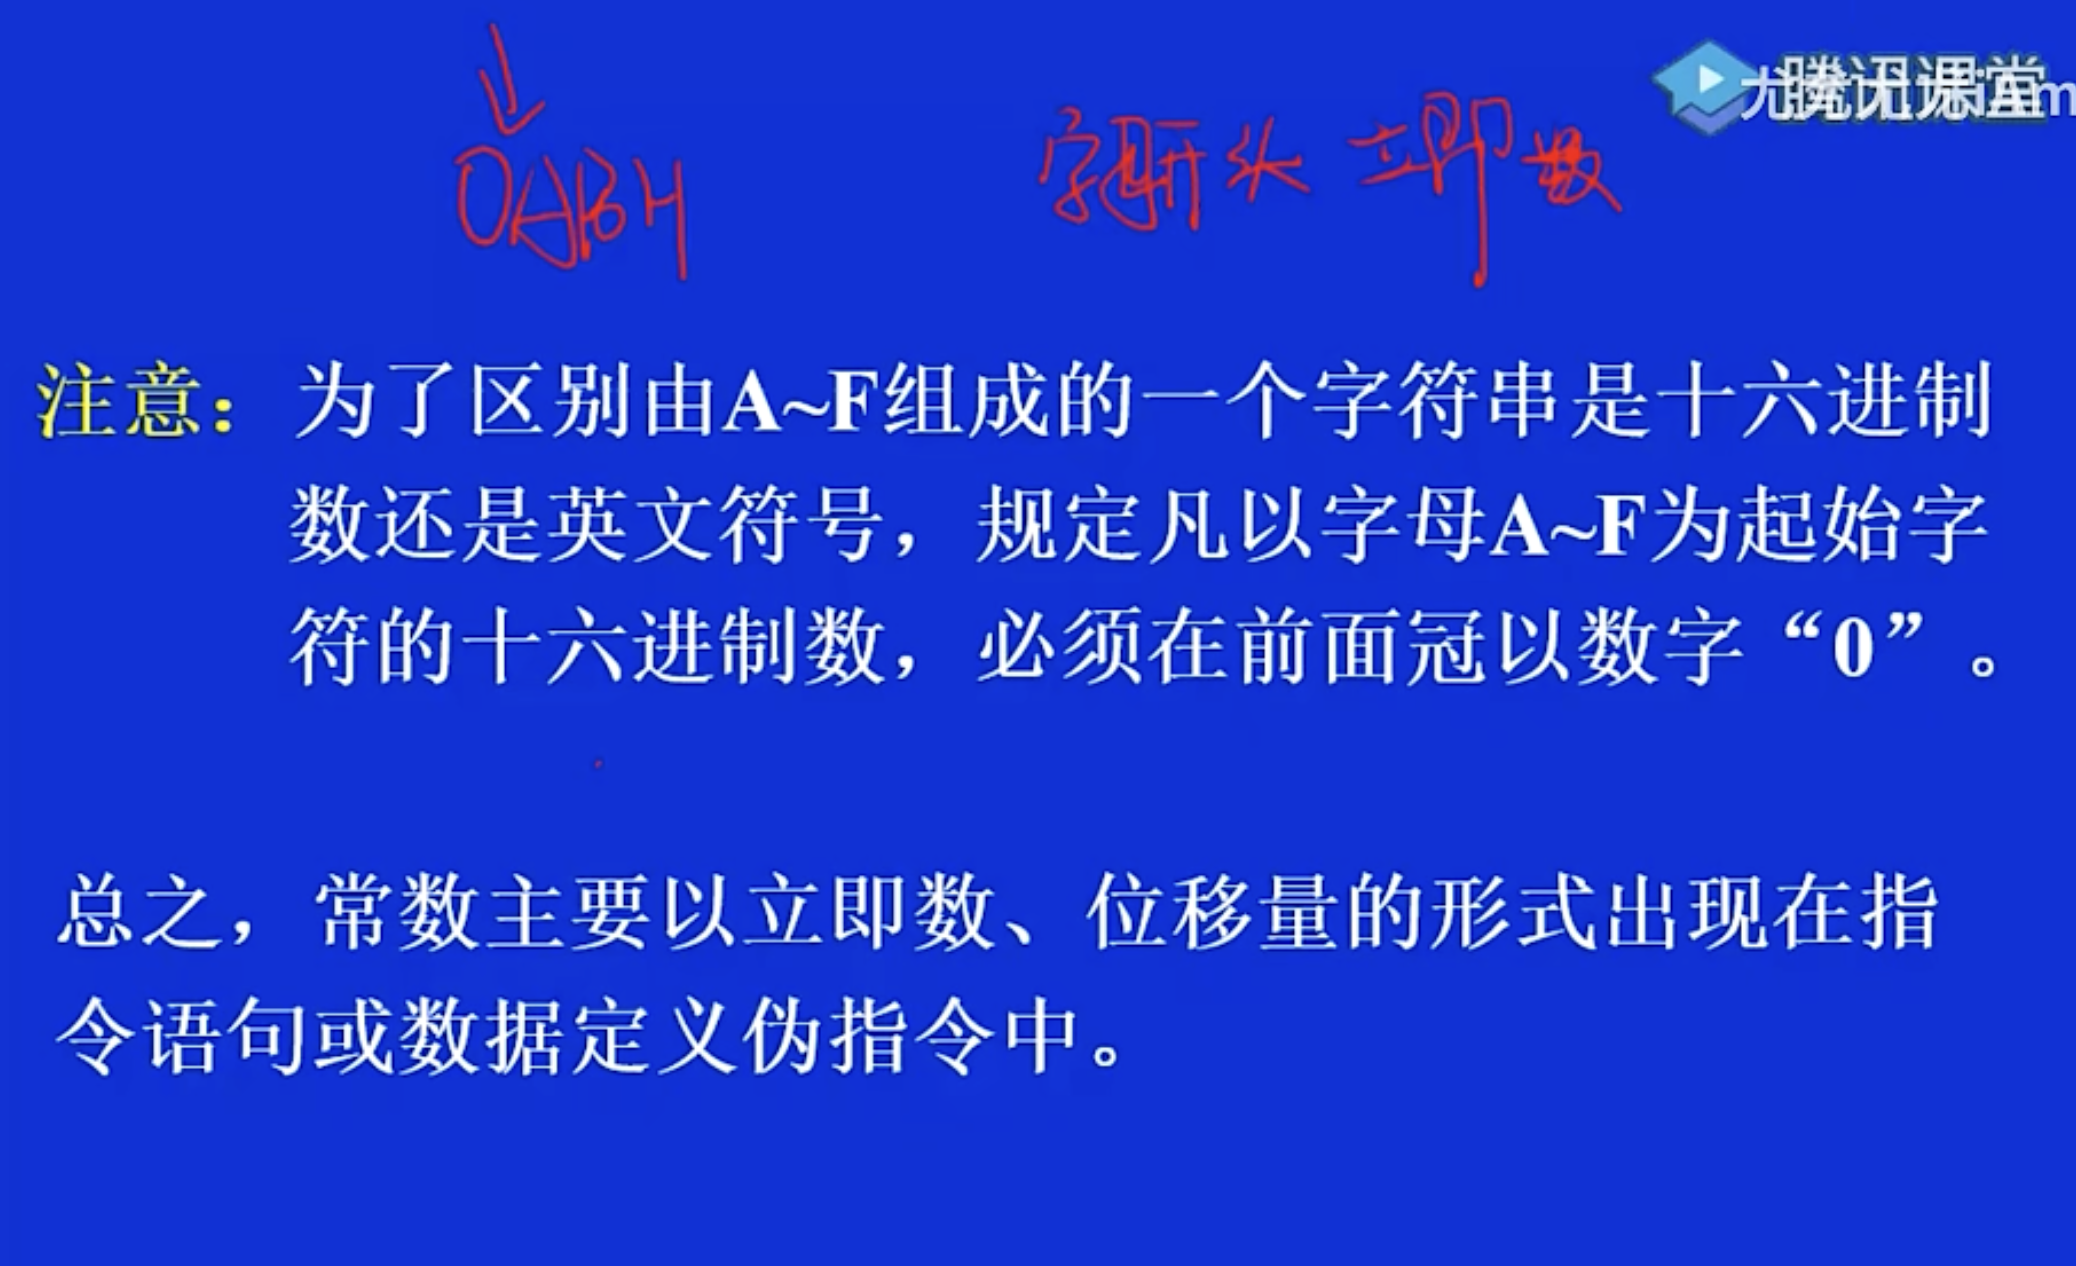 腾讯课堂
0ABH
字母开头 立即数
注意：为了区别由A~F组成的一个字符串是十六进制
数还是英文符号，规定凡以字母A~F为起始字
符的十六进制数，必须在前面冠以数字“0”。
总之，常数主要以立即数、位移量的形式出现在指
令语句或数据定义伪指令中。